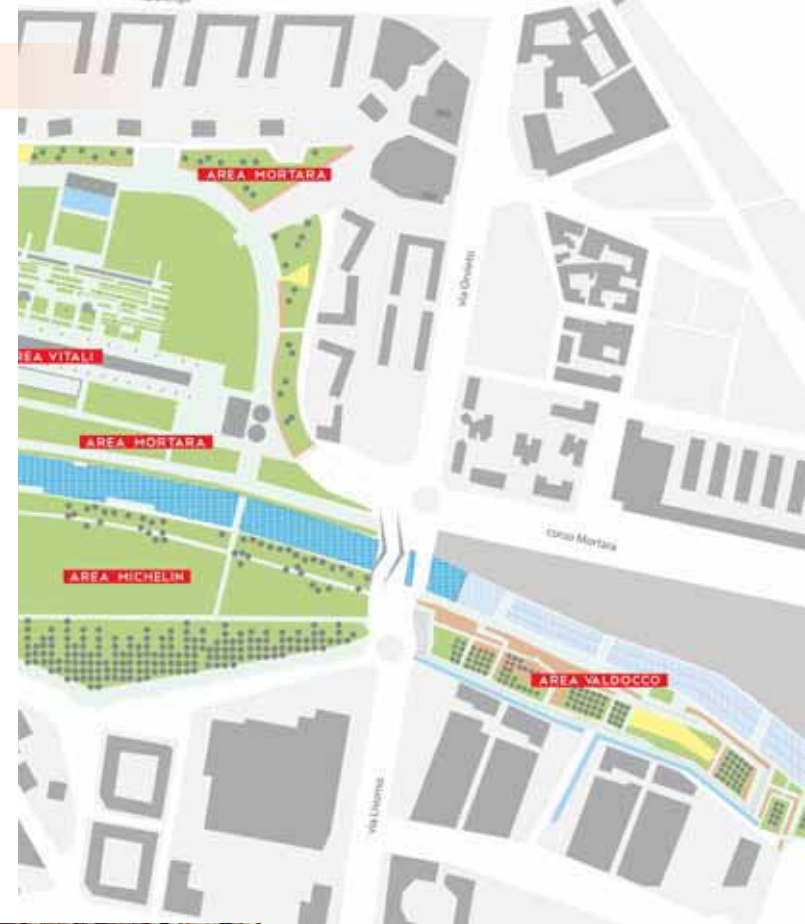 AREA MORTARA
via Orvieto
REA VITALI
AREA MORTARA
corso Mortara
AREA MICHELIN
AREA VALDOCCO
via Livorno